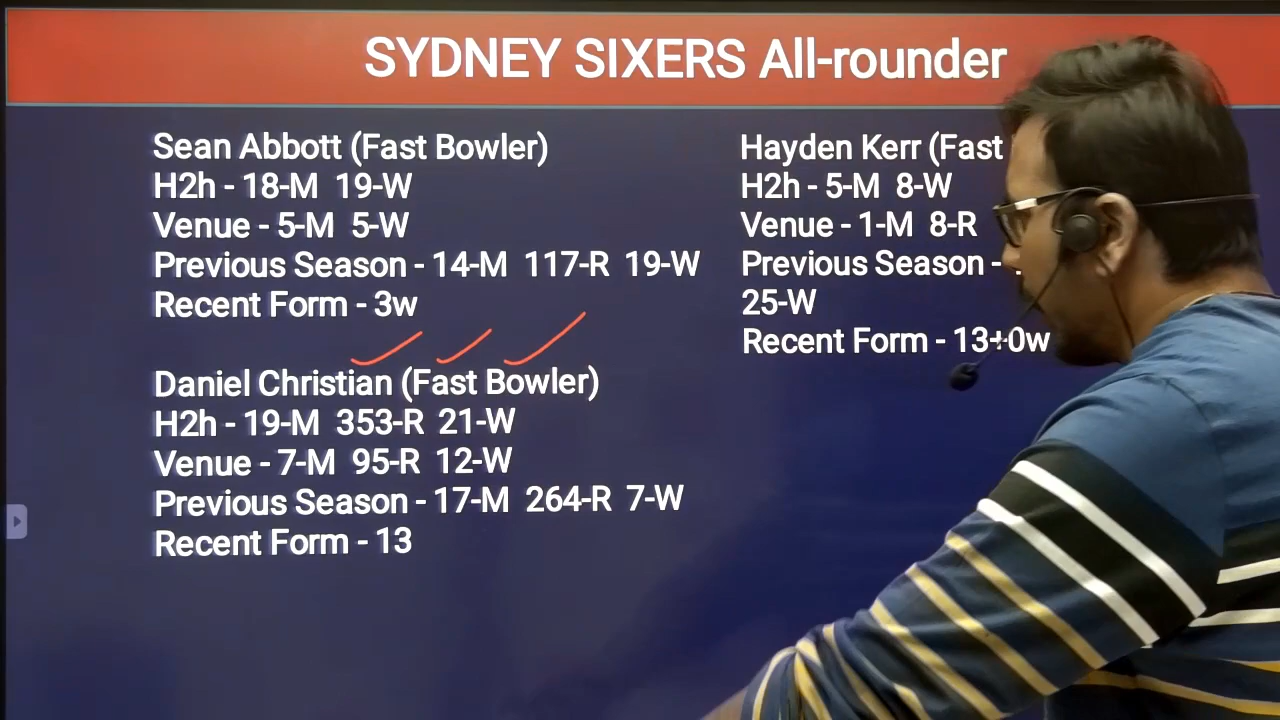 SYDNEY SIXERS All-rounder
Sean Abbott (Fast Bowler)
H2h - 18-M 19-W
Venue - 5-M 5-W
Previous Season - 14-M 117-R 19-W
Recent Form - 3w
Daniel Christian (Fast Bowler)
H2h - 19-M 353-R 21-W
Venue - 7-M 95-R 12-W
Previous Season - 17-M 264-R 7-W
Recent Form - 13
Hayden Kerr (Fast
H2h - 5-M 8-W
Venue - 1-M 8-R
Previous Season -
25-W
Recent Form - 13+0w